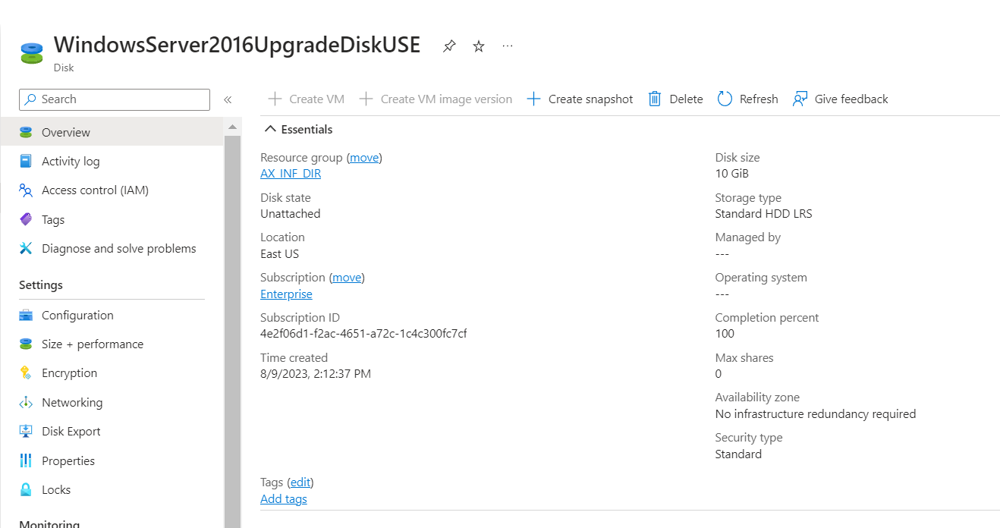 WindowsServer2016UpgradeDiskUSE
Disk
Search
Create VM
Create VM image version
Create snapshot
Delete
Refresh
Give feedback
Overview
Activity log
Access control (IAM)
Tags
Diagnose and solve problems
Settings
Configuration
Size + performance
Encryption
Networking
Disk Export
Properties
Locks
Monitoring
Essentials
Resource group (move)
AX_INF_DIR
Disk state
Unattached
Location
East US
Subscription (move)
Enterprise
Subscription ID
4e2f06d1-f2ac-4651-a72c-1c4c300fc7cf
Time created
8/9/2023, 2:12:37 PM
Disk size
10 GiB
Storage type
Standard HDD LRS
Managed by
---
Operating system
---
Completion percent
100
Max shares
0
Availability zone
No infrastructure redundancy required
Security type
Standard
Tags (edit)
Add tags